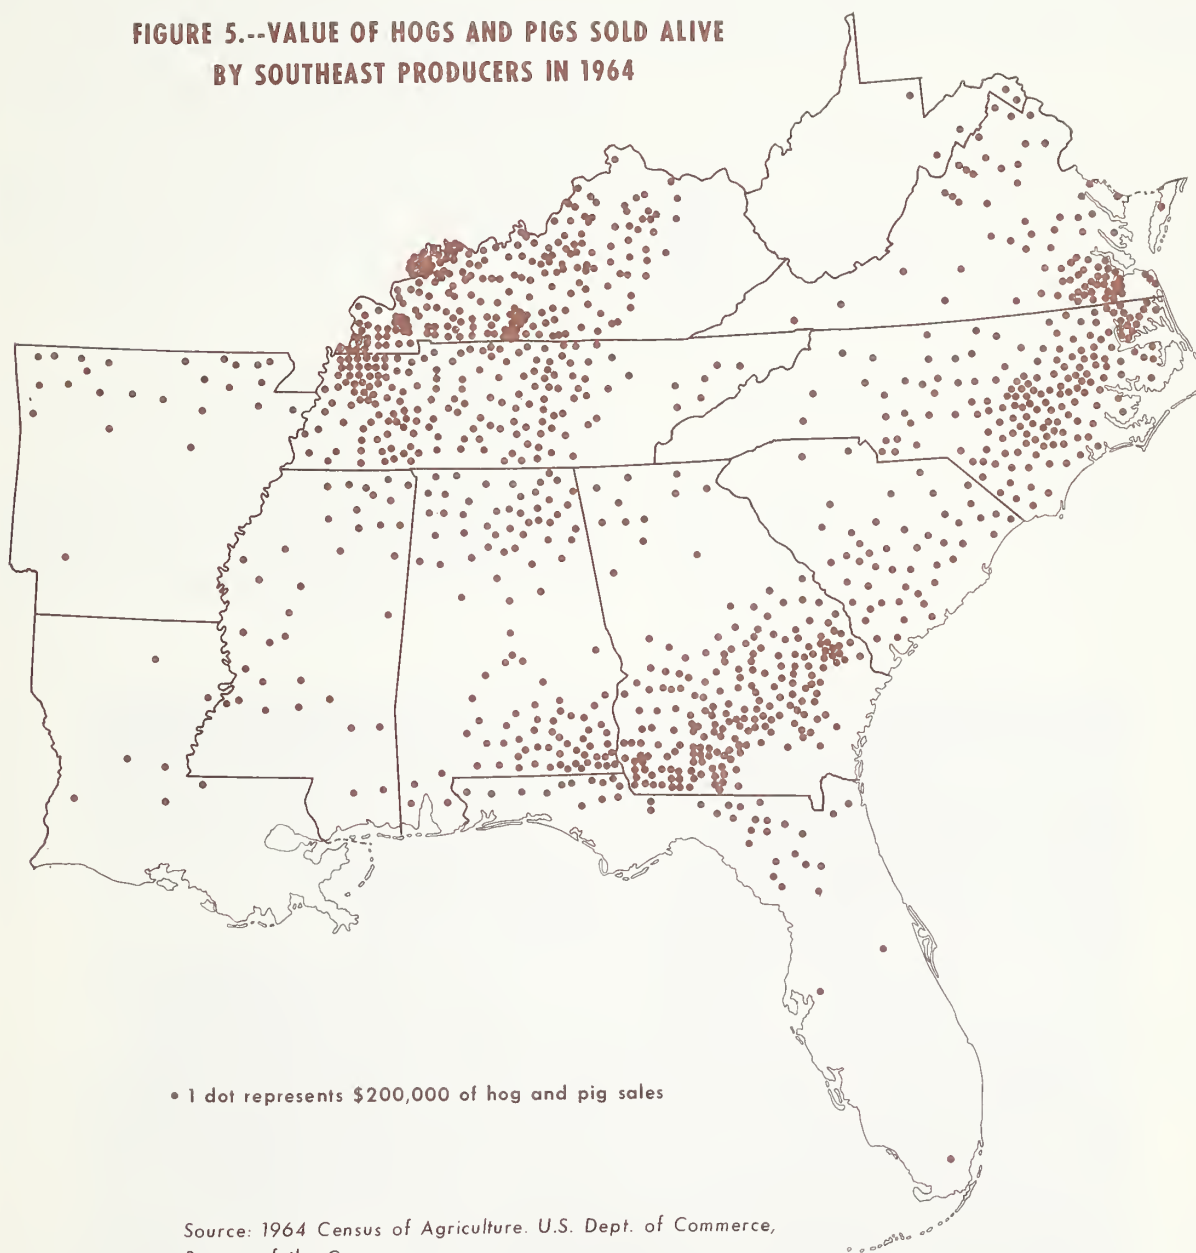 FIGURE 5.--VALUE OF HOGS AND PIGS SOLD ALIVE
BY SOUTHEAST PRODUCERS IN 1964
• 1 dot represents $200,000 of hog and pig sales
Source: 1964 Census of Agriculture. U.S. Dept. of Commerce,